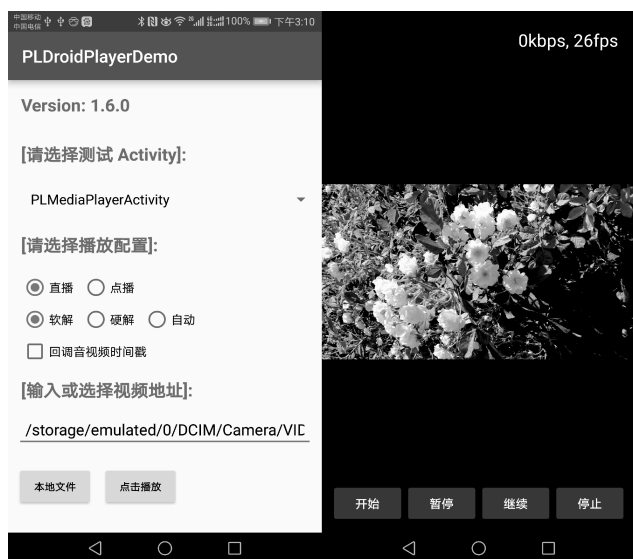 中国移动
中国电信
100% 下午3:10
PLDroidPlayerDemo
Version: 1.6.0
[请选择测试 Activity]:
PLMediaPlayerActivity
[请选择播放配置]:
直播 点播
软解 硬解 自动
回调音视频时间戳
[输入或选择视频地址]:
/storage/emulated/0/DCIM/Camera/VID
本地文件 点击播放
0kbps, 26fps
开始 暂停 继续 停止